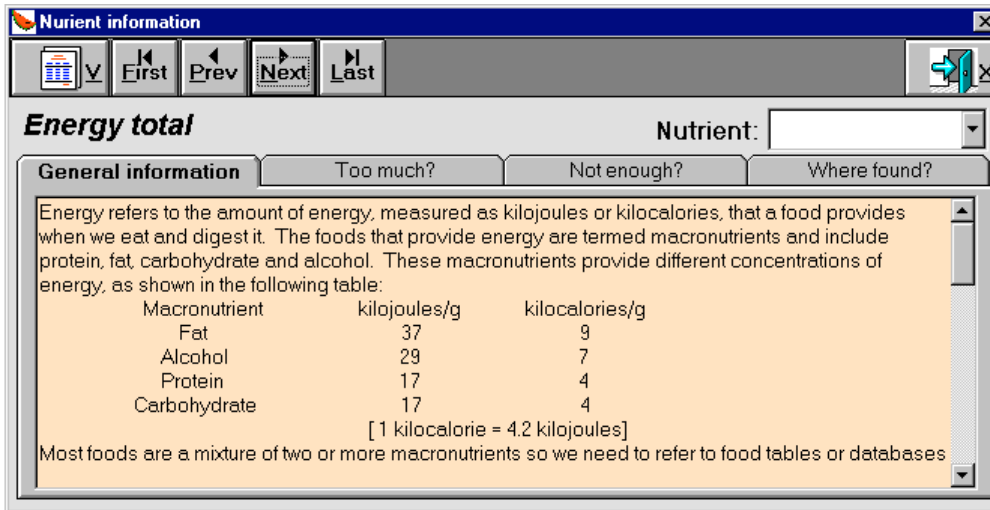 Nurient information
V First Prev Next Last x
Energy total Nutrient:
General information Too much? Not enough? Where found?
Energy refers to the amount of energy, measured as kilojoules or kilocalories, that a food provides
when we eat and digest it. The foods that provide energy are termed macronutrients and include
protein, fat, carbohydrate and alcohol. These macronutrients provide different concentrations of
energy, as shown in the following table:
Macronutrient kilojoules/g kilocalories/g
Fat 37 9
Alcohol 29 7
Protein 17 4
Carbohydrate 17 4
[ 1 kilocalorie = 4.2 kilojoules]
Most foods are a mixture of two or more macronutrients so we need to refer to food tables or databases